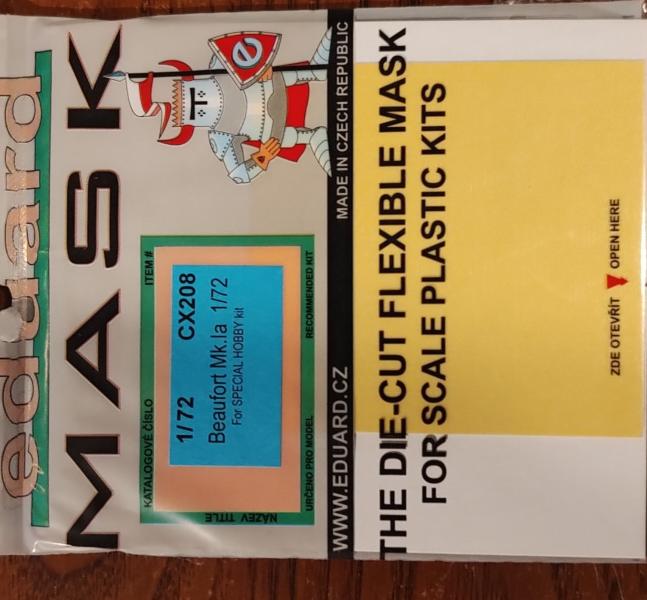 eduard
MASK
e
KATALOGOVÉ ČÍSLO ITEM #
1/72 CX208
Beaufort Mk.Ia 1/72
For SPECIAL HOBBY kit
URČENO PRO MODEL RECOMMENDED KIT
NÁZEV TITLE
WWW.EDUARD.CZ MADE IN CZECH REPUBLIC
THE DIE-CUT FLEXIBLE MASK
FOR SCALE PLASTIC KITS
ZDE OTEVŘÍT OPEN HERE